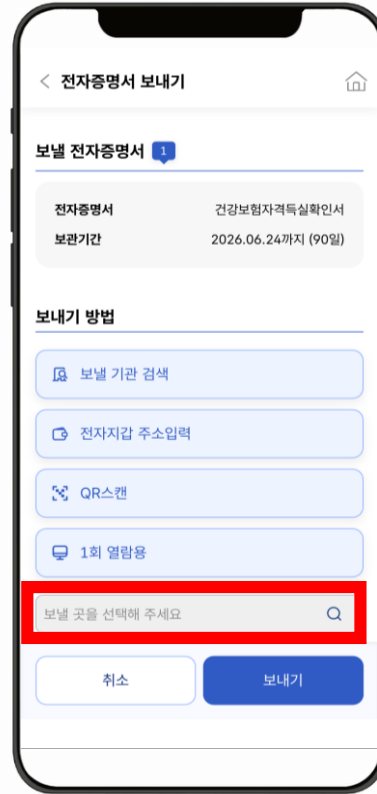 전자증명서 보내기
보낼 전자증명서 1
전자증명서 건강보험자격득실확인서
보관기간 2026.06.24까지 (90일)
보내기 방법
보낼 기관 검색
전자지갑 주소입력
QR스캔
1회 열람용
보낼 곳을 선택해 주세요
취소 보내기